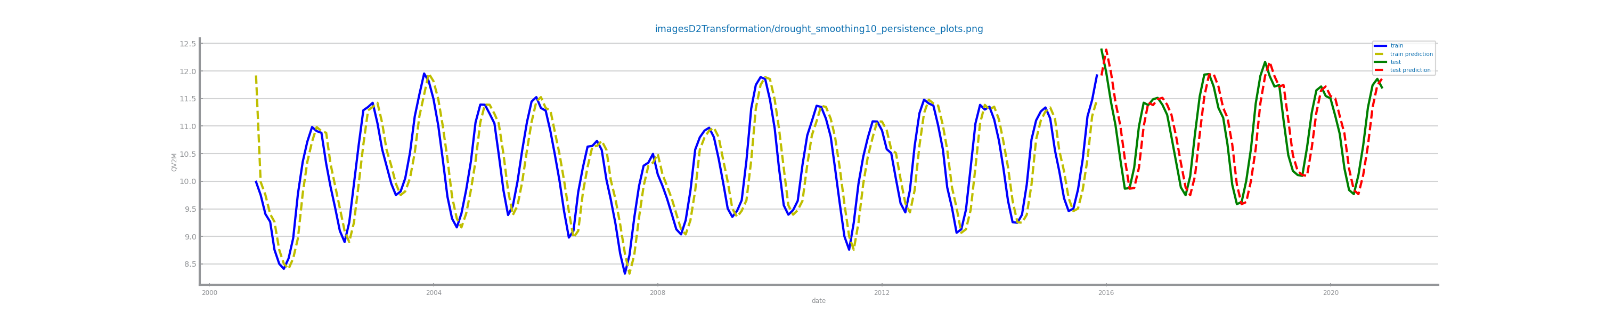 imagesD2Transformation/drought_smoothing10_persistence_plots.png
12.5
12.0
11.5
11.0
10.5
10.0
9.5
9.0
8.5
QV2M
train
train prediction
test
test prediction
2000
2004
2008
2012
2016
2020
date